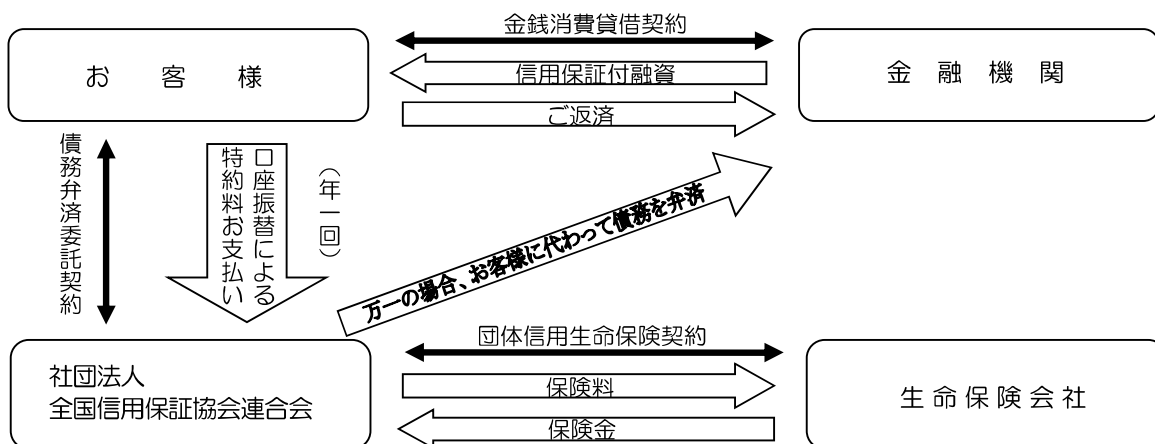 金銭消費貸借契約
お客様
信用保証付融資
金融機関
ご返済
債務弁済委託契約
口座振替による
特約料お支払い
(年一回)
万一の場合、お客様に代わって債務を弁済
団体信用生命保険契約
社団法人
全国信用保証協会連合会
保険料
生命保険会社
保険金